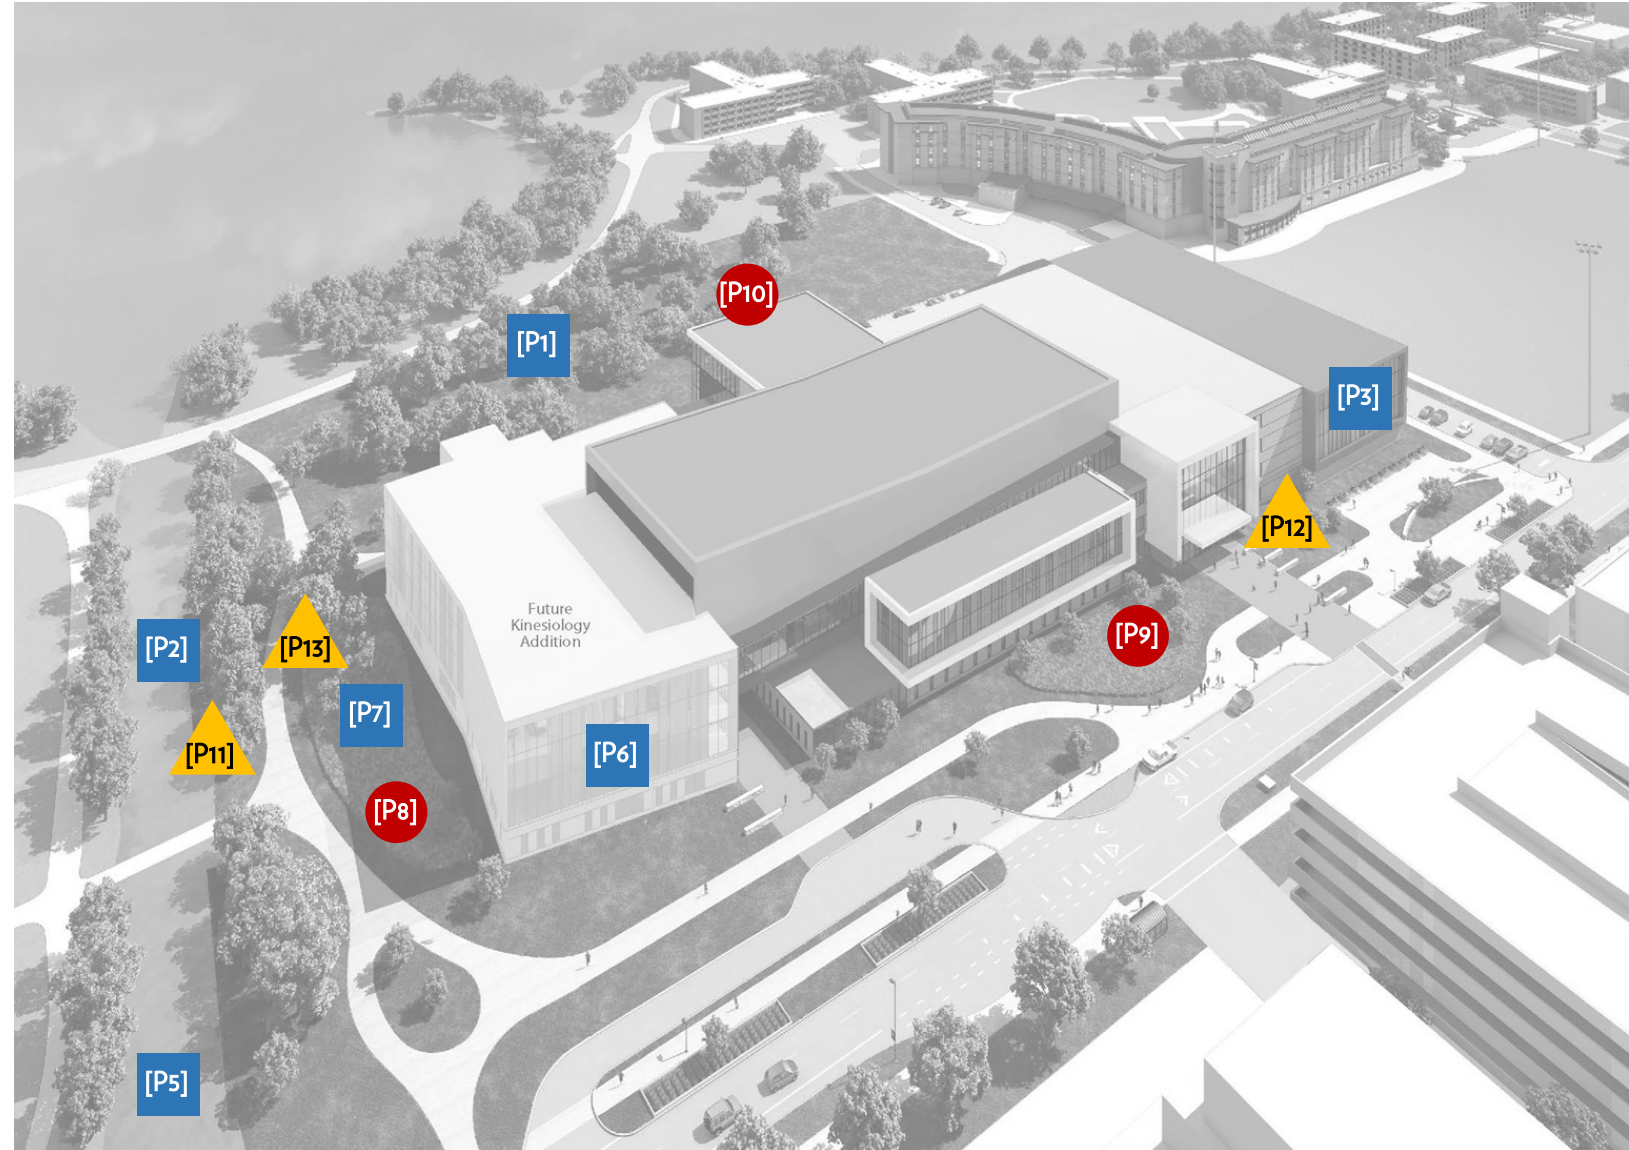 [P10]
[P1]
[P3]
[P12]
Future
Kinesiology
Addition
[P9]
[P2]
[P13]
[P7]
[P11]
[P6]
[P8]
[P5]